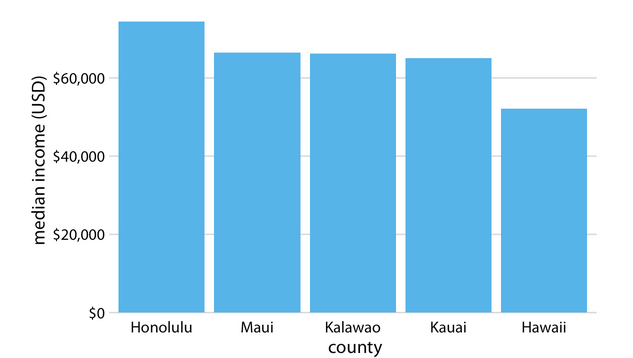 median income (USD)
$60,000
$40,000
$20,000
$0
Honolulu
Maui
Kalawao
Kauai
Hawaii
county